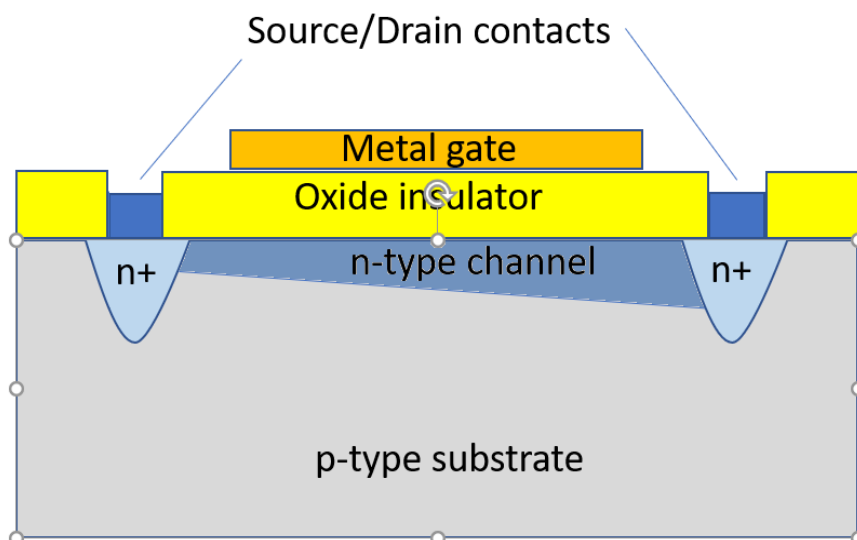 Source/Drain contacts
Metal gate
Oxide insulator
n-type channel
n+
n+
p-type substrate